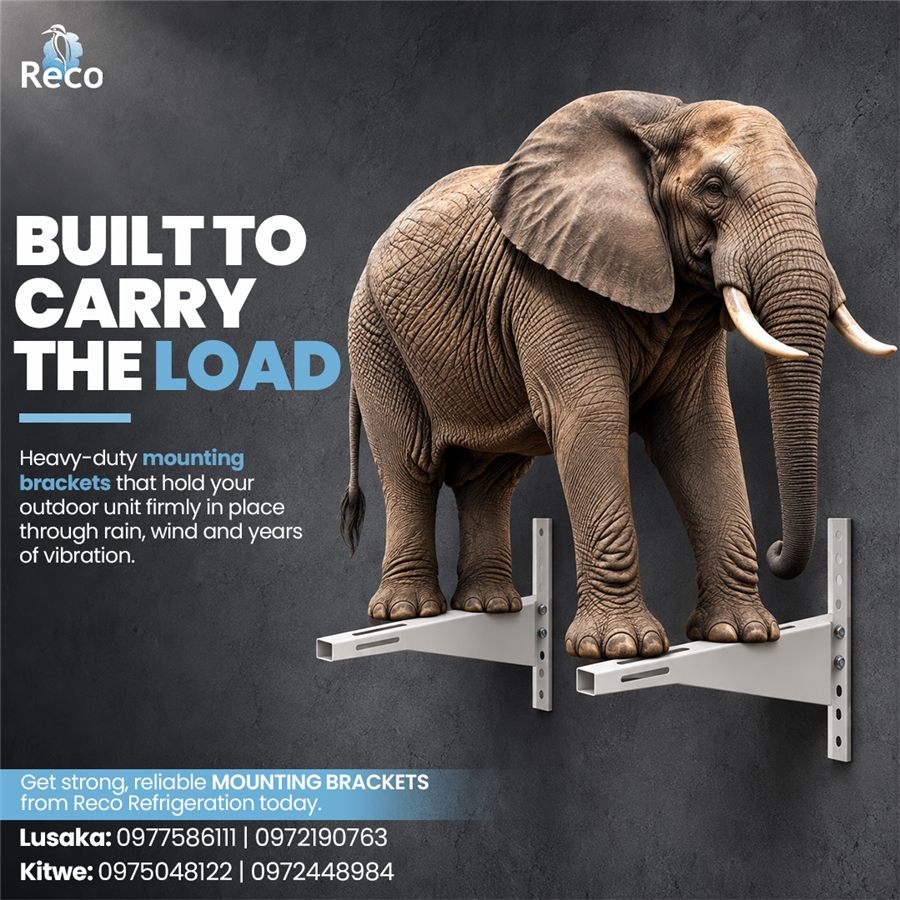 Reco
BUILT TO
CARRY
THE LOAD
Heavy-duty mounting
brackets that hold your
outdoor unit firmly in place
through rain, wind and years
of vibration.
Get strong, reliable MOUNTING BRACKETS
from Reco Refrigeration today.
Lusaka: 0977586111 | 0972190763
Kitwe: 0975048122 | 0972448984